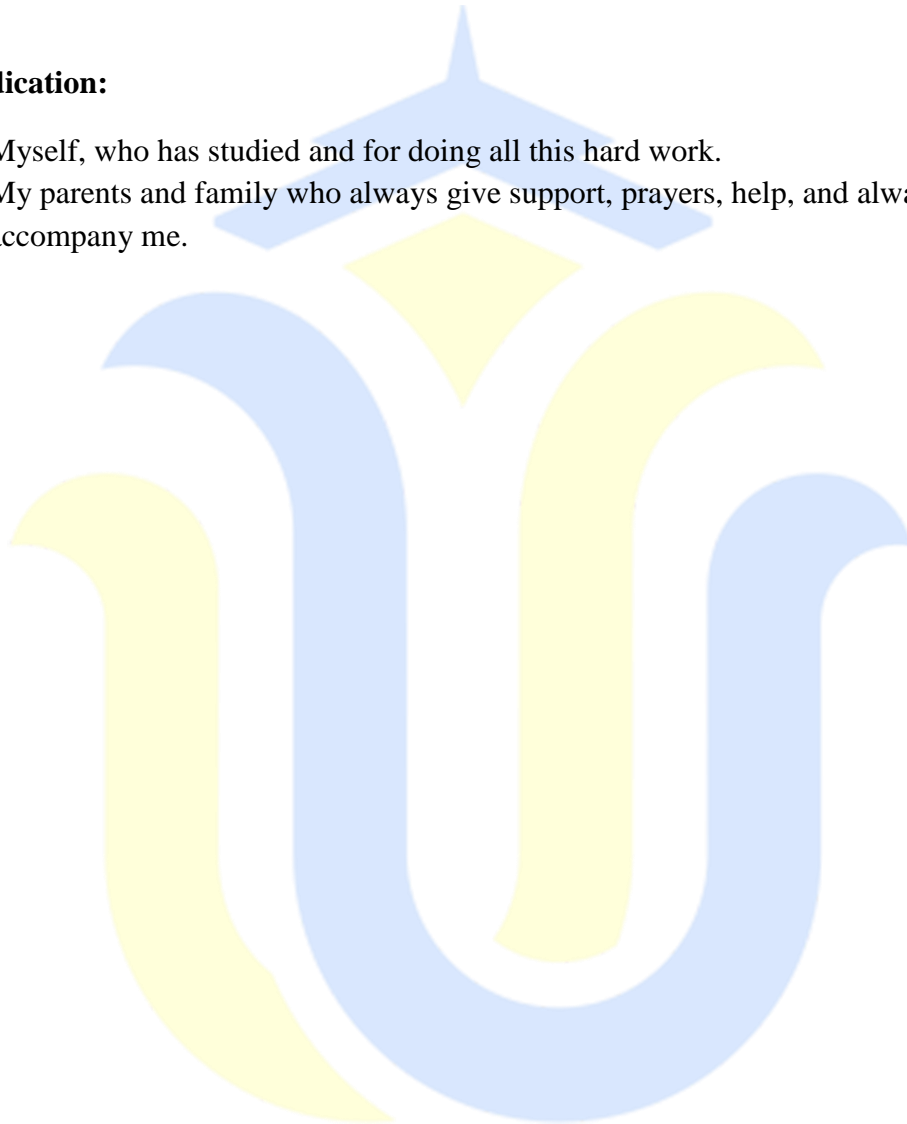 dication:
Myself, who has studied and for doing all this hard work.
My parents and family who always give support, prayers, help, and alwa
accompany me.